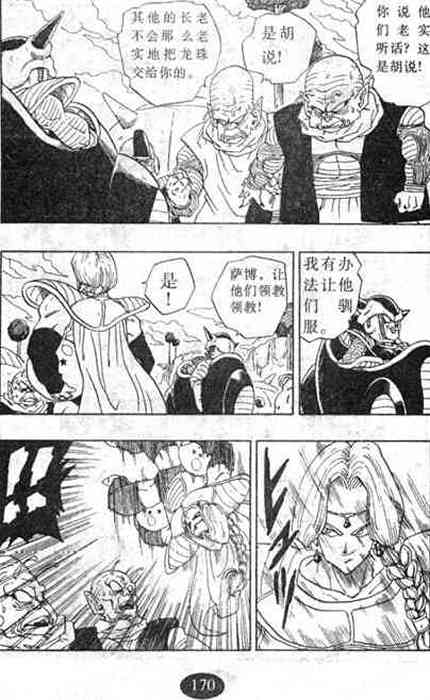 你说他
们老实
听话？这
是胡说！
是胡
说！
其他的长老
不会那么老
实地把龙珠
交给你的。
我有办
法让他
们驯
服。
萨博，让
他们领教
领教！
是！
!!
170